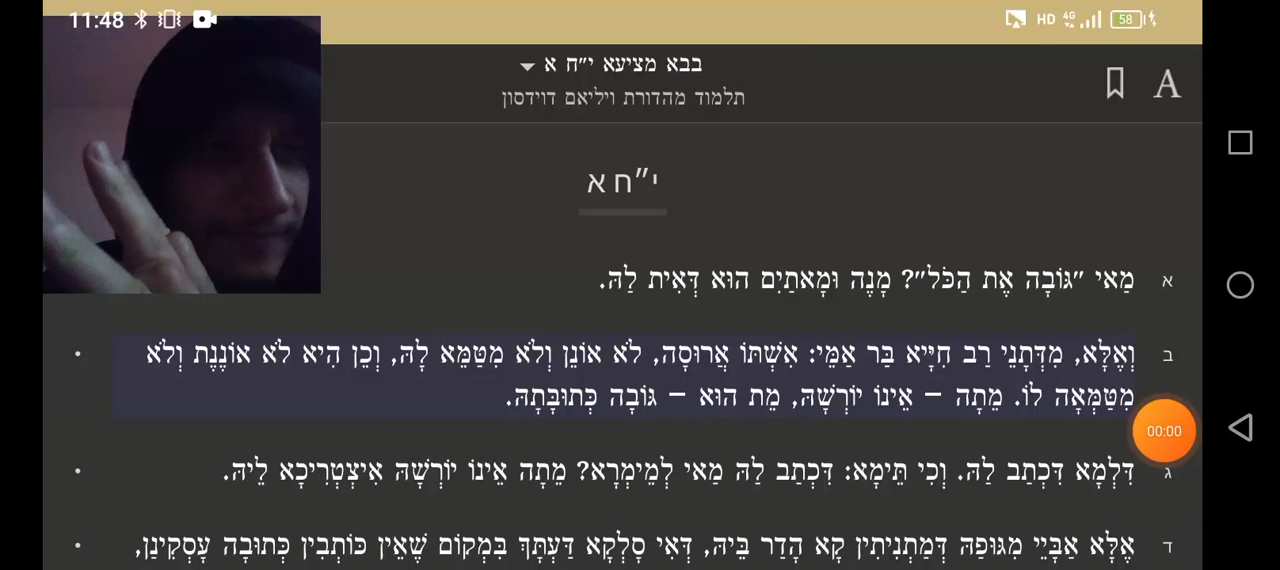 11:48
HD 4G 58
בבא מציעא י״ח א
תלמוד מהדורת ויליאם דוידסון
A
י״ח א
א מַאי ״גּוֹבָה אֶת הַכֹּל״? מָנֶה וּמָאתַיִם הוּא דְּאִית לַהּ.
ב וְאֶלָּא, מִדְּתָנֵי רַב חִיָּיא בַּר אַמֵּי: אִשְׁתּוֹ אֲרוּסָה, לֹא אוֹנֵן וְלֹא מִטַּמֵּא לָהּ, וְכֵן הִיא לֹא אוֹנֶנֶת וְלֹא
מִטַּמְּאָה לוֹ. מֵתָה – אֵינוֹ יוֹרְשָׁהּ, מֵת הוּא – גּוֹבָה כְּתוּבָּתָהּ.
00:00
ג דִּלְמָא דִּכְתַב לַהּ. וְכִי תֵּימָא: דִּכְתַב לַהּ מַאי לְמֵימְרָא? מֵתָה אֵינוֹ יוֹרְשָׁהּ אִיצְטְרִיכָא לֵיהּ.
ד אֶלָּא אַבָּיֵי מִגּוּפַהּ דְּמַתְנִיתִין קָא הָדַר בֵּיהּ, דְּאִי סָלְקָא דַּעְתָּךְ בִּמְקוֹם שֶׁאֵין כּוֹתְבִין כְּתוּבָה עָסְקִינַן,